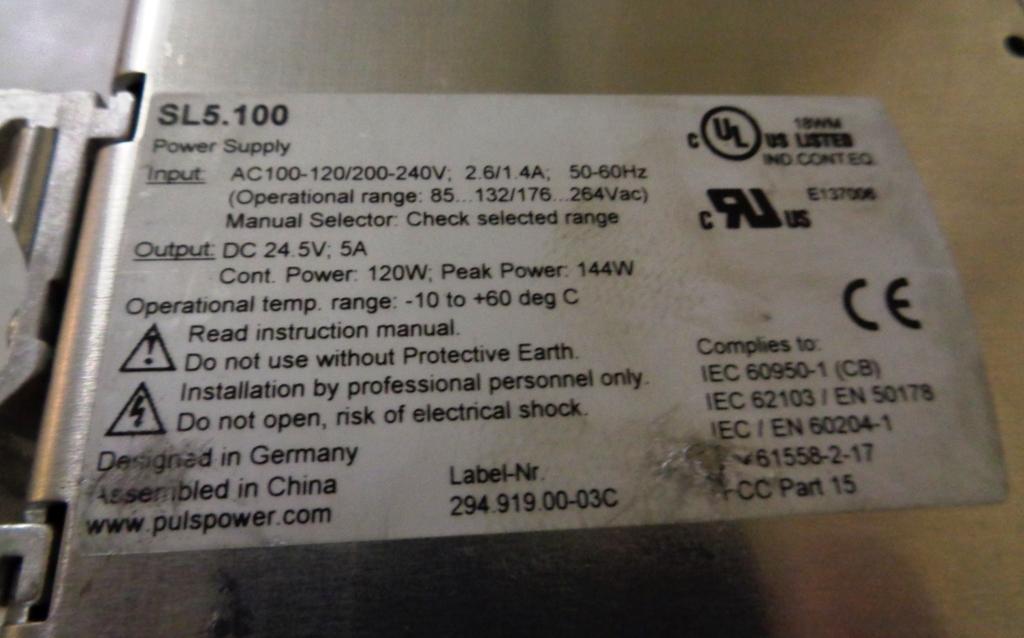 SL5.100
Power Supply
Input: AC100-120/200-240V; 2.6/1.4A; 50-60Hz
(Operational range: 85...132/176...264Vac)
Manual Selector: Check selected range
Output: DC 24.5V; 5A
Cont. Power: 120W; Peak Power: 144W
Operational temp. range: -10 to +60 deg C
Read instruction manual.
Do not use without Protective Earth.
Installation by professional personnel only.
Do not open, risk of electrical shock.
Designed in Germany
Assembled in China
www.pulspower.com
Label-Nr.
294.919.00-03C
C UL US LISTED
18WM
IND.CONT.EQ.
E137006
C RU US
CE
Complies to:
IEC 60950-1 (CB)
IEC 62103 / EN 50178
IEC / EN 60204-1
61558-2-17
FCC Part 15